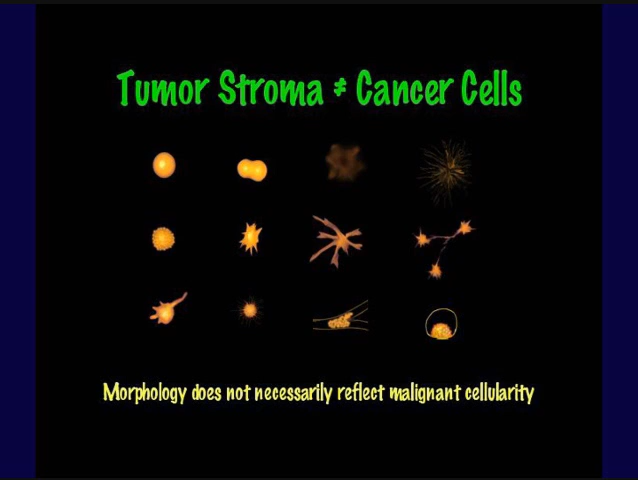 Tumor Stroma ≠ Cancer Cells
Morphology does not necessarily reflect malignant cellularity